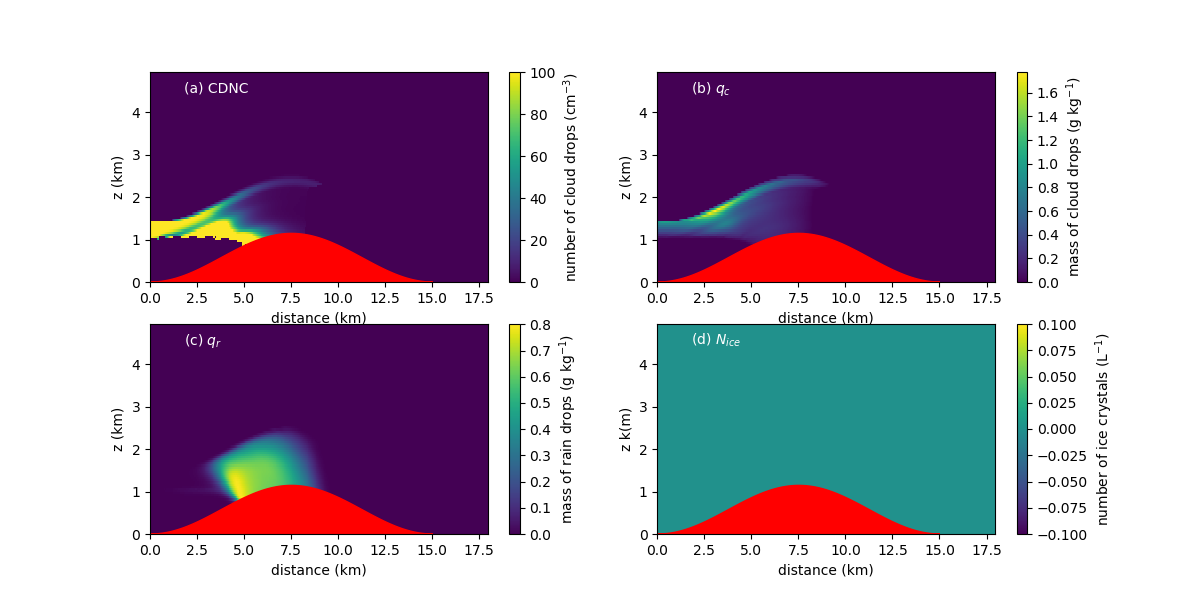 (a) CDNC
z (km)
4
3
2
1
0
0.0 2.5 5.0 7.5 10.0 12.5 15.0 17.5
distance (km)
100
80
60
40
20
0
number of cloud drops (cm⁻³)
(b) q_c
z (km)
4
3
2
1
0
0.0 2.5 5.0 7.5 10.0 12.5 15.0 17.5
distance (km)
1.6
1.4
1.2
1.0
0.8
0.6
0.4
0.2
0.0
mass of cloud drops (g kg⁻¹)
(c) q_r
z (km)
4
3
2
1
0
0.0 2.5 5.0 7.5 10.0 12.5 15.0 17.5
distance (km)
0.8
0.7
0.6
0.5
0.4
0.3
0.2
0.1
0.0
mass of rain drops (g kg⁻¹)
(d) N_ice
z k(m)
4
3
2
1
0
0.0 2.5 5.0 7.5 10.0 12.5 15.0 17.5
distance (km)
0.100
0.075
0.050
0.025
0.000
−0.025
−0.050
−0.075
−0.100
number of ice crystals (L⁻¹)